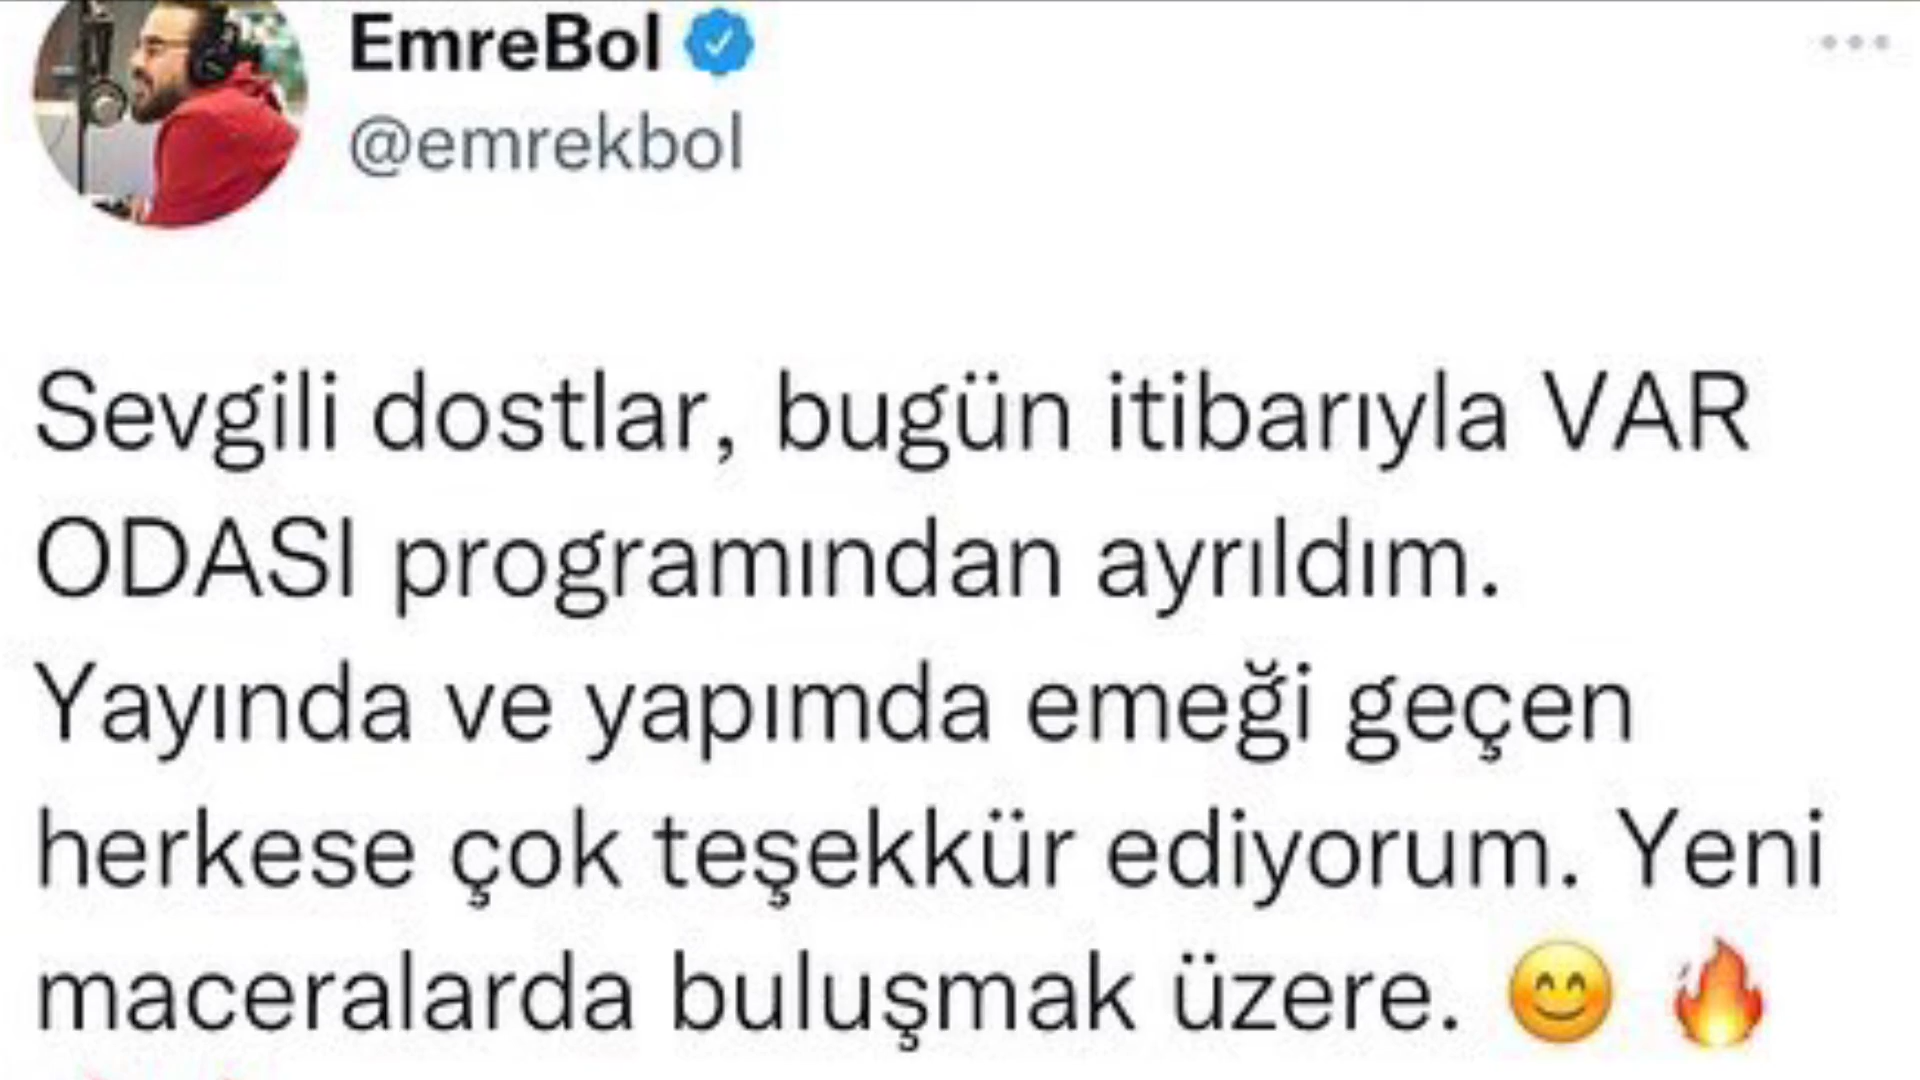 EmreBol
@emrekbol
Sevgili dostlar, bugün itibarıyla VAR
ODASI programından ayrıldım.
Yayında ve yapımda emeği geçen
herkese çok teşekkür ediyorum. Yeni
maceralarda buluşmak üzere. 😊 🔥